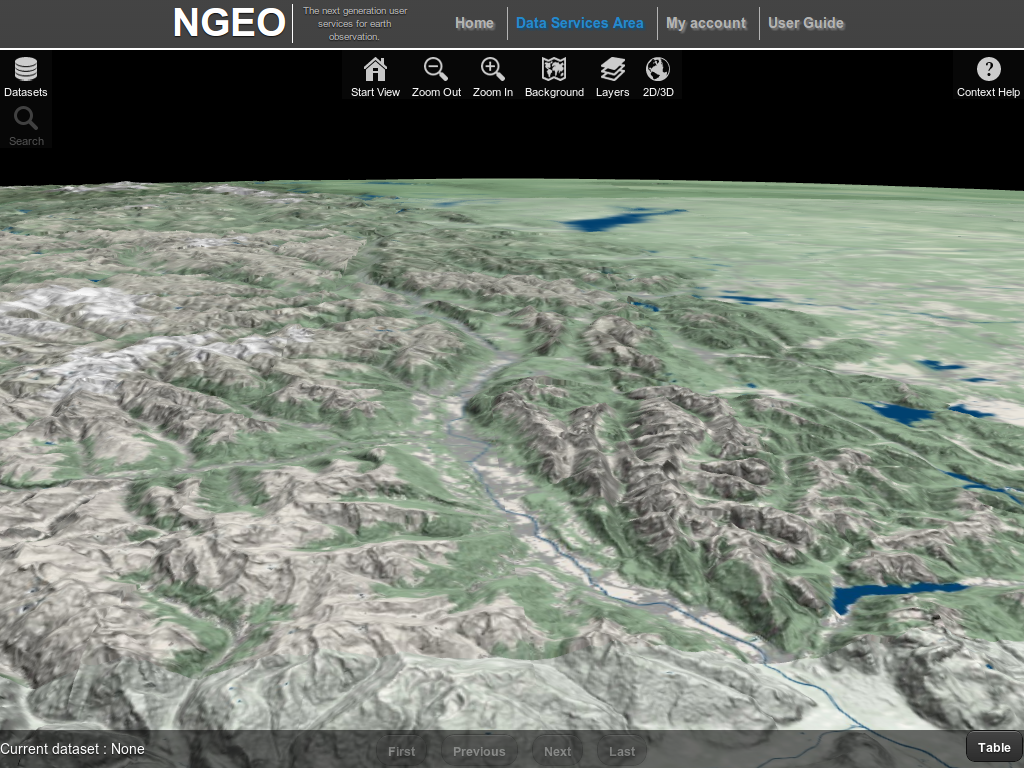 NGEO
The next generation user
services for earth
observation.
Home
Data Services Area
My account
User Guide
Datasets
Search
Start View
Zoom Out
Zoom In
Background
Layers
2D/3D
Context Help
Current dataset : None
First
Previous
Next
Last
Table